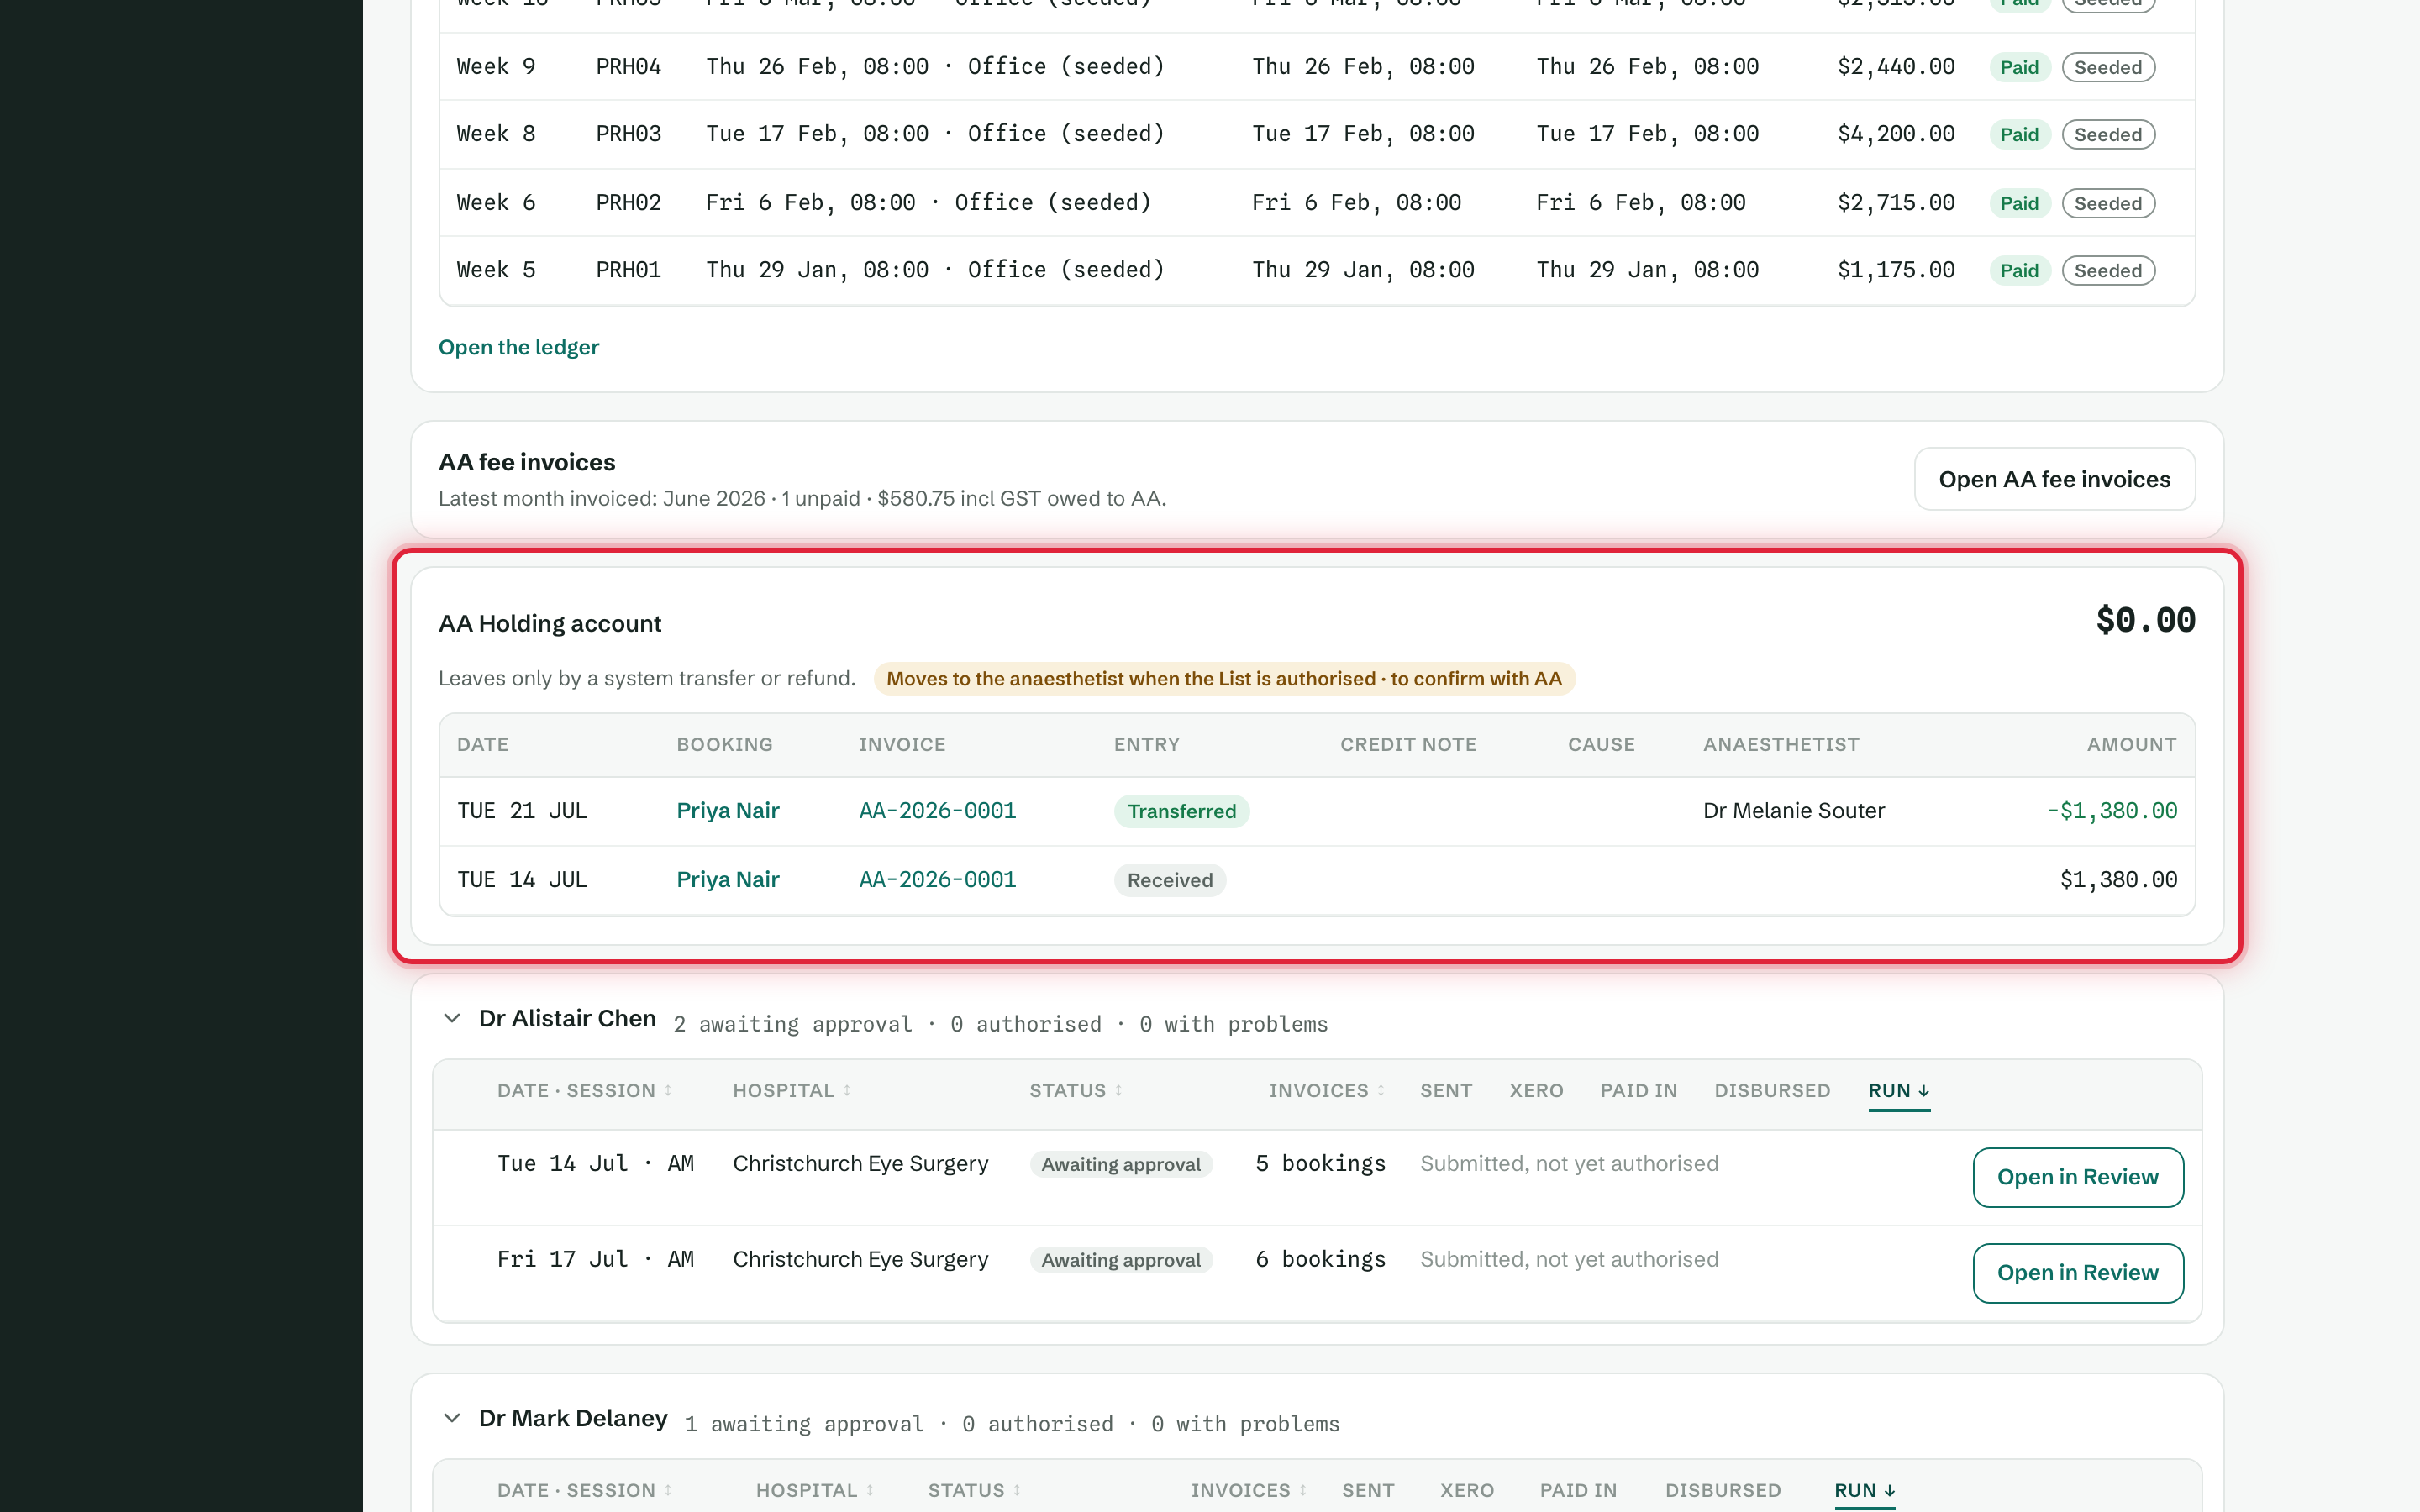 Week 9 PRH04 Thu 26 Feb, 08:00 · Office (seeded) Thu 26 Feb, 08:00 Thu 26 Feb, 08:00 $2,440.00 Paid Seeded
Week 8 PRH03 Tue 17 Feb, 08:00 · Office (seeded) Tue 17 Feb, 08:00 Tue 17 Feb, 08:00 $4,200.00 Paid Seeded
Week 6 PRH02 Fri 6 Feb, 08:00 · Office (seeded) Fri 6 Feb, 08:00 Fri 6 Feb, 08:00 $2,715.00 Paid Seeded
Week 5 PRH01 Thu 29 Jan, 08:00 · Office (seeded) Thu 29 Jan, 08:00 Thu 29 Jan, 08:00 $1,175.00 Paid Seeded
Open the ledger
AA fee invoices
Latest month invoiced: June 2026 · 1 unpaid · $580.75 incl GST owed to AA.
Open AA fee invoices
AA Holding account $0.00
Leaves only by a system transfer or refund. Moves to the anaesthetist when the List is authorised · to confirm with AA
DATE BOOKING INVOICE ENTRY CREDIT NOTE CAUSE ANAESTHETIST AMOUNT
TUE 21 JUL Priya Nair AA-2026-0001 Transferred Dr Melanie Souter -$1,380.00
TUE 14 JUL Priya Nair AA-2026-0001 Received $1,380.00
Dr Alistair Chen 2 awaiting approval · 0 authorised · 0 with problems
DATE · SESSION ↕ HOSPITAL ↕ STATUS ↕ INVOICES ↕ SENT XERO PAID IN DISBURSED RUN ↓
Tue 14 Jul · AM Christchurch Eye Surgery Awaiting approval 5 bookings Submitted, not yet authorised Open in Review
Fri 17 Jul · AM Christchurch Eye Surgery Awaiting approval 6 bookings Submitted, not yet authorised Open in Review
Dr Mark Delaney 1 awaiting approval · 0 authorised · 0 with problems
DATE · SESSION ↕ HOSPITAL ↕ STATUS ↕ INVOICES ↕ SENT XERO PAID IN DISBURSED RUN ↓